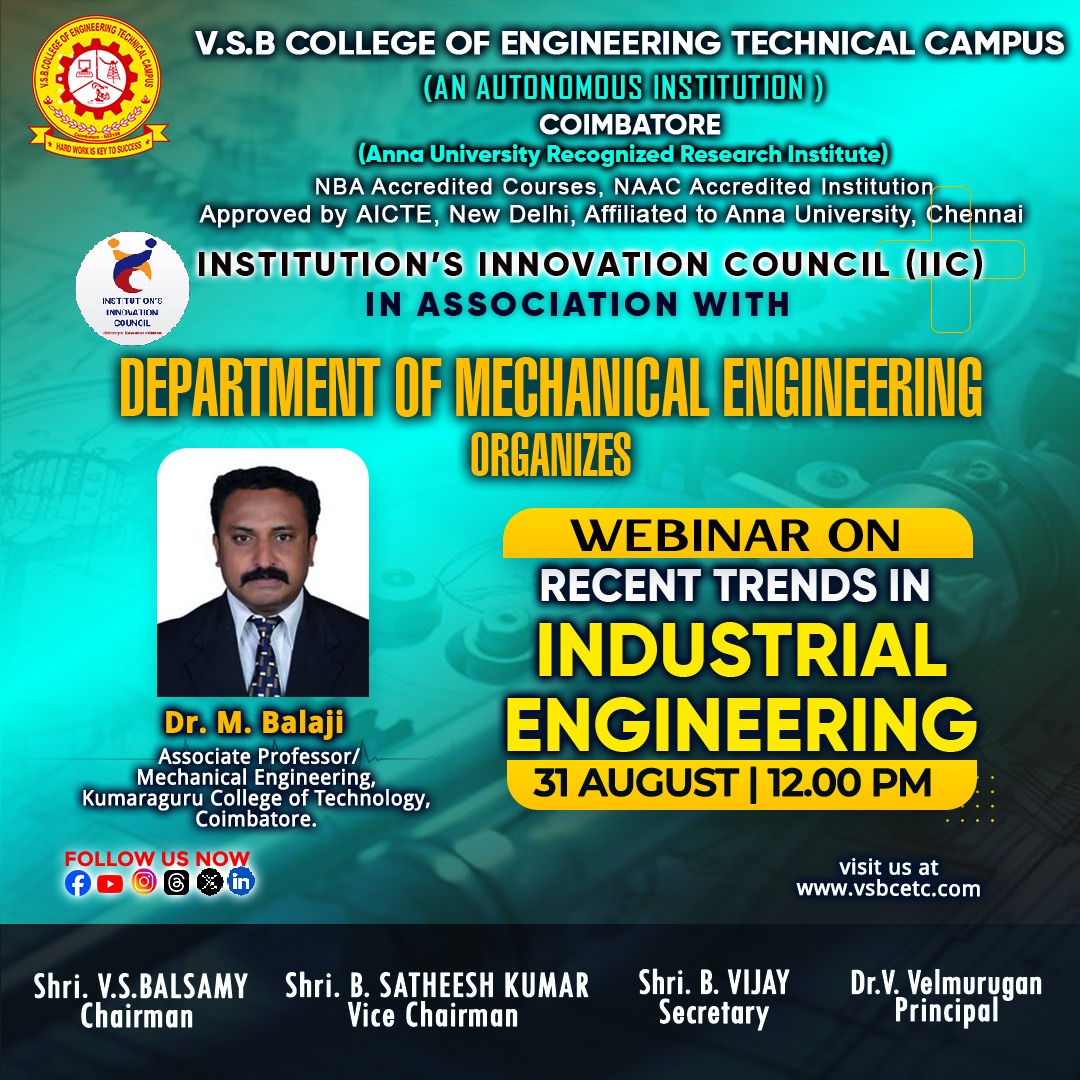 V.S.B.COLLEGE OF ENGINEERING TECHNICAL CAMPUS
HARD WORK IS KEY TO SUCCESS
V.S.B COLLEGE OF ENGINEERING TECHNICAL CAMPUS
(AN AUTONOMOUS INSTITUTION )
COIMBATORE
(Anna University Recognized Research Institute)
NBA Accredited Courses, NAAC Accredited Institution
Approved by AICTE, New Delhi, Affiliated to Anna University, Chennai
INSTITUT ON'S
INNOVATION
COUNCIL
INSTITUTION'S INNOVATION COUNCIL (IIC)
IN ASSOCIATION WITH
DEPARTMENT OF MECHANICAL ENGINEERING
ORGANIZES
WEBINAR ON
RECENT TRENDS IN
INDUSTRIAL
ENGINEERING
31 AUGUST | 12.00 PM
Dr. M. Balaji
Associate Professor/
Mechanical Engineering,
Kumaraguru College of Technology,
Coimbatore.
FOLLOW US NOW
visit us at
www.vsbcetc.com
Shri. V.S.BALSAMY
Chairman
Shri. B. SATHEESH KUMAR
Vice Chairman
Shri. B. VIJAY
Secretary
Dr.V. Velmurugan
Principal